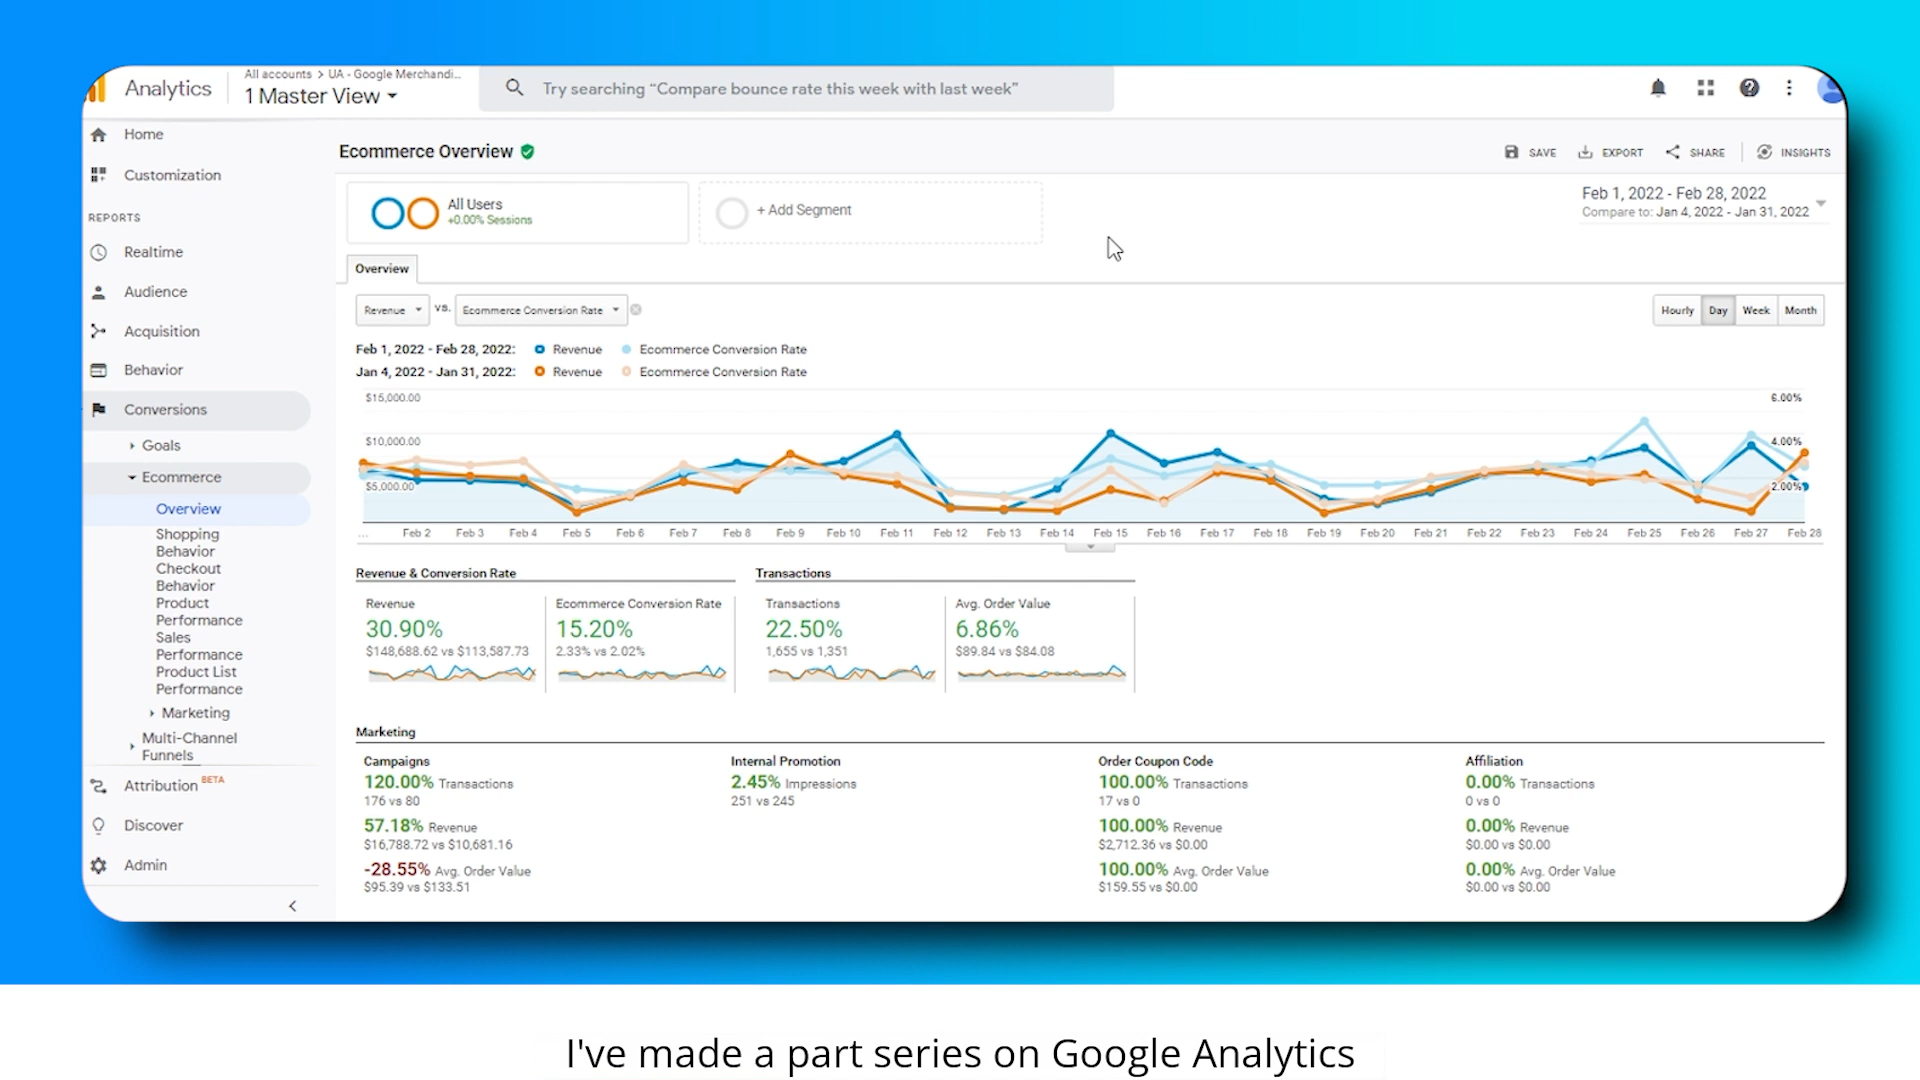 Analytics
All accounts > UA - Google Merchandi...
1 Master View
Try searching “Compare bounce rate this week with last week”
Home
Customization
REPORTS
Realtime
Audience
Acquisition
Behavior
Conversions
Goals
Ecommerce
Overview
Shopping
Behavior
Checkout
Behavior
Product
Performance
Sales
Performance
Product List
Performance
Marketing
Multi-Channel
Funnels
Attribution BETA
Discover
Admin
Ecommerce Overview
SAVE EXPORT SHARE INSIGHTS
All Users
+0.00% Sessions
+ Add Segment
Feb 1, 2022 - Feb 28, 2022
Compare to: Jan 4, 2022 - Jan 31, 2022
Overview
Revenue vs. Ecommerce Conversion Rate
Hourly Day Week Month
Feb 1, 2022 - Feb 28, 2022: Revenue Ecommerce Conversion Rate
Jan 4, 2022 - Jan 31, 2022: Revenue Ecommerce Conversion Rate
$15,000.00 6.00%
$10,000.00 4.00%
$5,000.00 2.00%
... Feb 2 Feb 3 Feb 4 Feb 5 Feb 6 Feb 7 Feb 8 Feb 9 Feb 10 Feb 11 Feb 12 Feb 13 Feb 14 Feb 15 Feb 16 Feb 17 Feb 18 Feb 19 Feb 20 Feb 21 Feb 22 Feb 23 Feb 24 Feb 25 Feb 26 Feb 27 Feb 28
Revenue & Conversion Rate
Revenue
30.90%
$148,688.62 vs $113,587.73
Ecommerce Conversion Rate
15.20%
2.33% vs 2.02%
Transactions
Transactions
22.50%
1,655 vs 1,351
Avg. Order Value
6.86%
$89.84 vs $84.08
Marketing
Campaigns
120.00% Transactions
176 vs 80
57.18% Revenue
$16,788.72 vs $10,681.16
-28.55% Avg. Order Value
$95.39 vs $133.51
Internal Promotion
2.45% Impressions
251 vs 245
Order Coupon Code
100.00% Transactions
17 vs 0
100.00% Revenue
$2,712.36 vs $0.00
100.00% Avg. Order Value
$159.55 vs $0.00
Affiliation
0.00% Transactions
0 vs 0
0.00% Revenue
$0.00 vs $0.00
0.00% Avg. Order Value
$0.00 vs $0.00
I've made a part series on Google Analytics